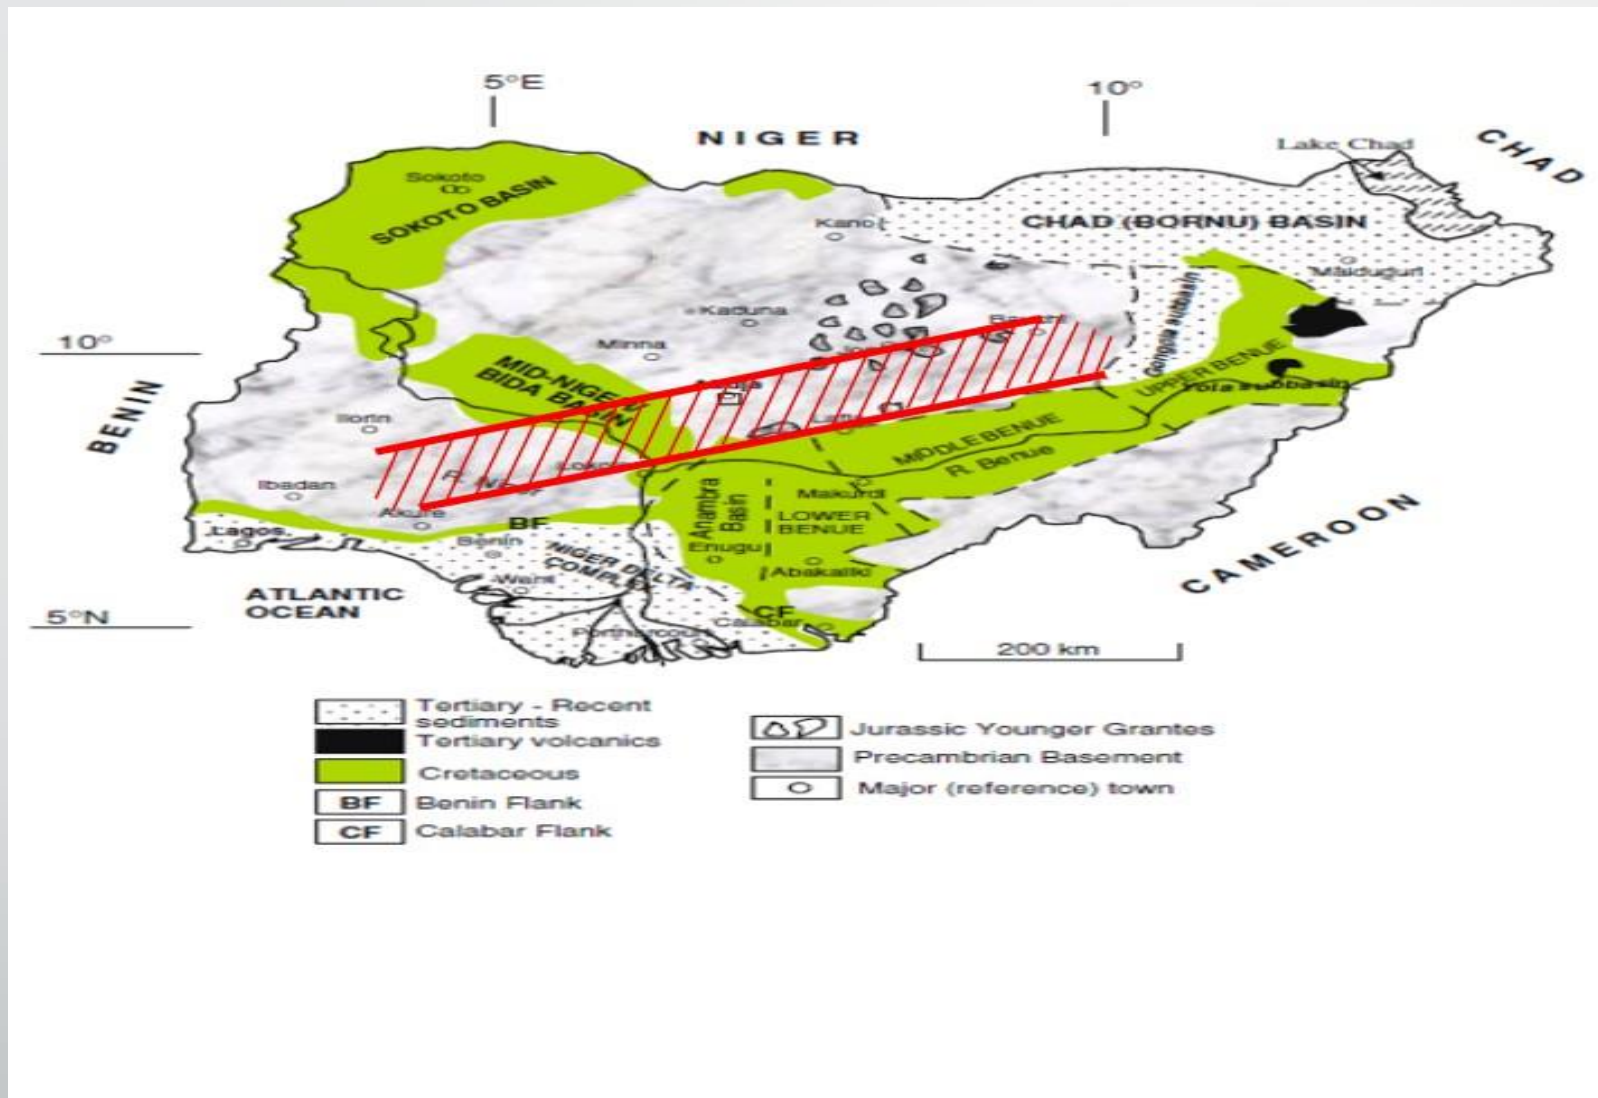 5°E
10°
NIGER
Lake Chad
CHAD
Sokoto
SOKOTO BASIN
Kano
CHAD (BORNU) BASIN
Maiduguri
Kaduna
Gongola subbasin
10°
Minna
MID-NIGER/
BIDA BASIN
UPPER BENUE
Yola subbasin
BENIN
Ilorin
MIDDLE BENUE
R. Benue
Ibadan
Makurdi
Anambra
Basin
LOWER
BENUE
Akure
BF
Lagos
Benin
Enugu
NIGER DELTA
COMPLEX
Abakaliki
CAMEROON
ATLANTIC
OCEAN
Warri
CF
Calabar
5°N
Portharcourt
200 km
Tertiary - Recent
sediments
Tertiary volcanics
Cretaceous
BF Benin Flank
CF Calabar Flank
Jurassic Younger Grantes
Precambrian Basement
Major (reference) town